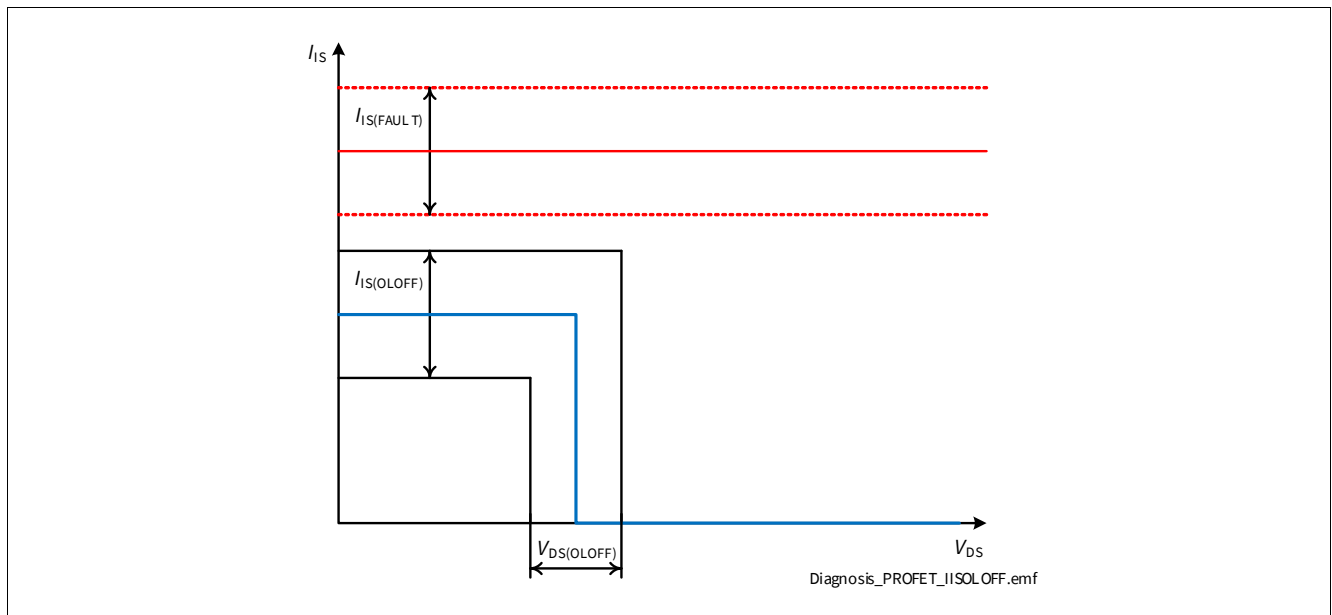 IIS
IIS(FAULT)
IIS(OLOFF)
VDS(OLOFF)
VDS
Diagnosis_PROFET_IISOLOFF.emf